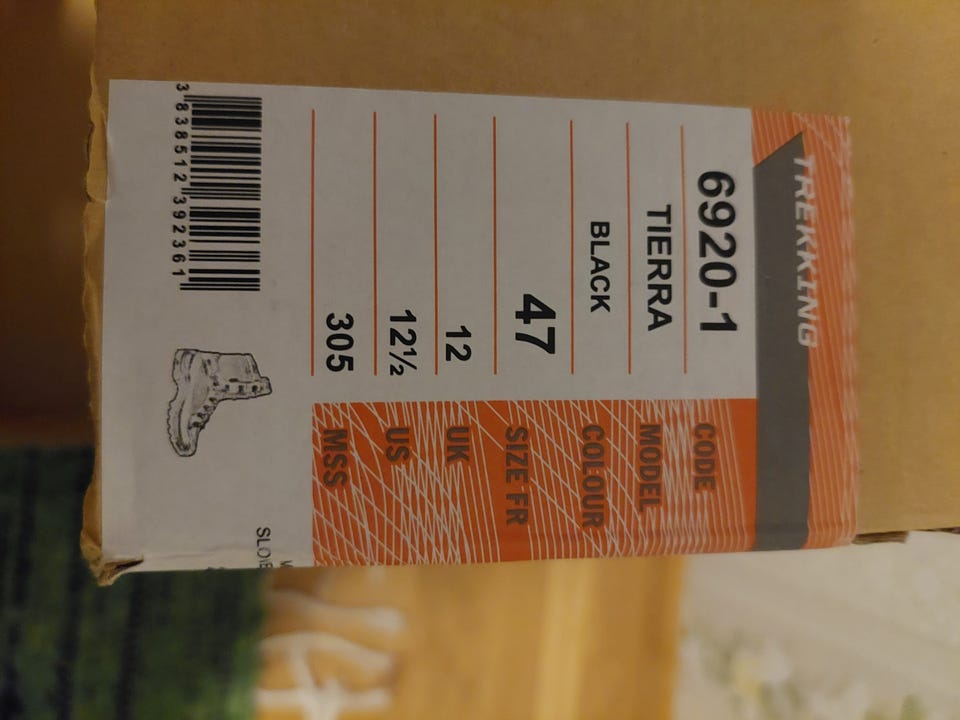 TREKKING
6920-1 CODE
TIERRA MODEL
BLACK COLOUR
47 SIZE FR
12 UK
12½ US
305 MSS
3 838512 392361